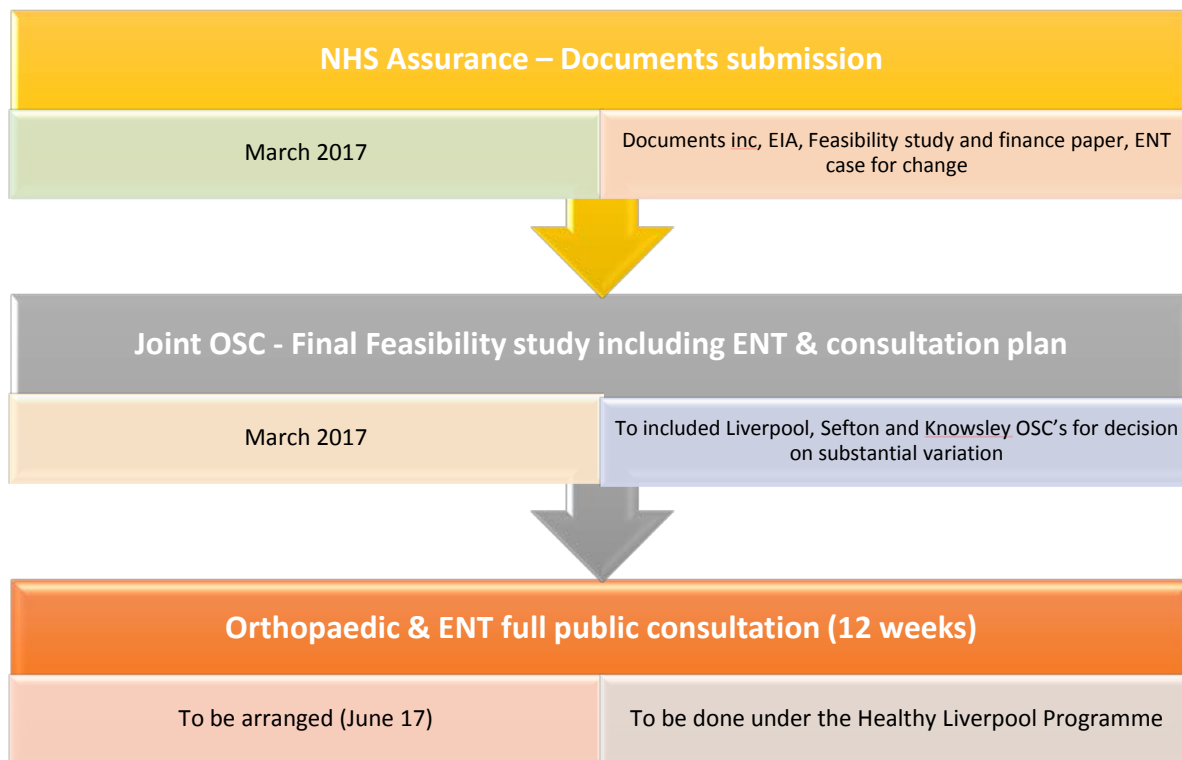 NHS Assurance – Documents submission
March 2017
Documents inc, EIA, Feasibility study and finance paper, ENT
case for change
Joint OSC - Final Feasibility study including ENT & consultation plan
March 2017
To included Liverpool, Sefton and Knowsley OSC’s for decision
on substantial variation
Orthopaedic & ENT full public consultation (12 weeks)
To be arranged (June 17)
To be done under the Healthy Liverpool Programme